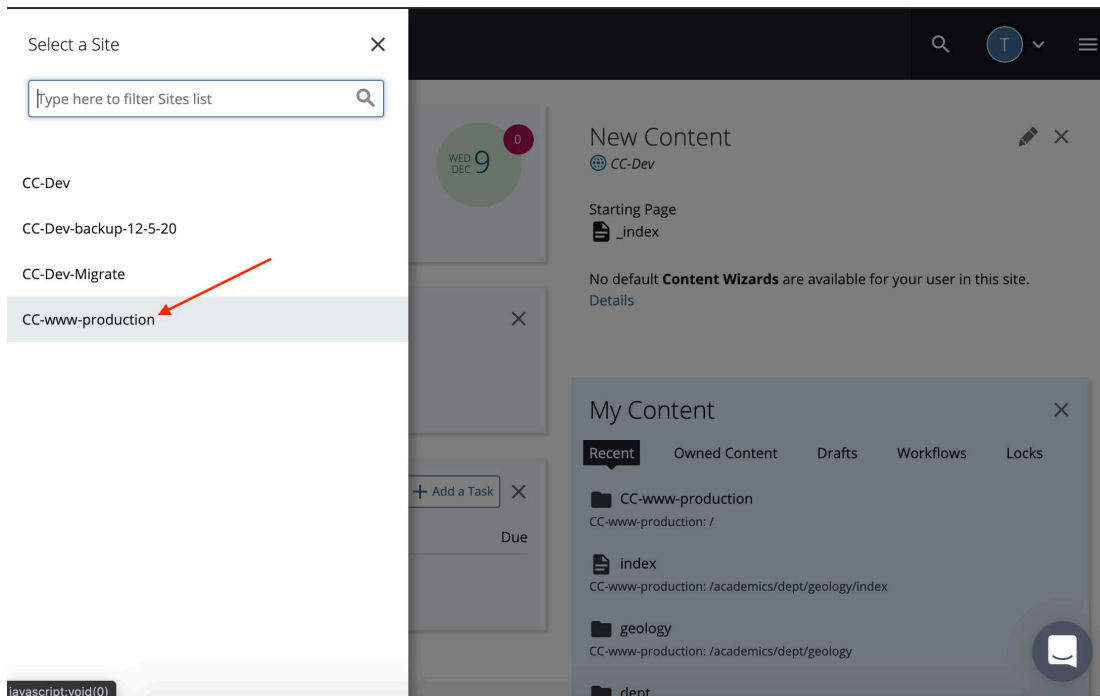 Select a Site
Type here to filter Sites list
CC-Dev
CC-Dev-backup-12-5-20
CC-Dev-Migrate
CC-www-production
javascript:void(0)
T
WED
DEC
9
0
+ Add a Task
Due
New Content
CC-Dev
Starting Page
_index
No default Content Wizards are available for your user in this site.
Details
My Content
Recent Owned Content Drafts Workflows Locks
CC-www-production
CC-www-production: /
index
CC-www-production: /academics/dept/geology/index
geology
CC-www-production: /academics/dept/geology
dept